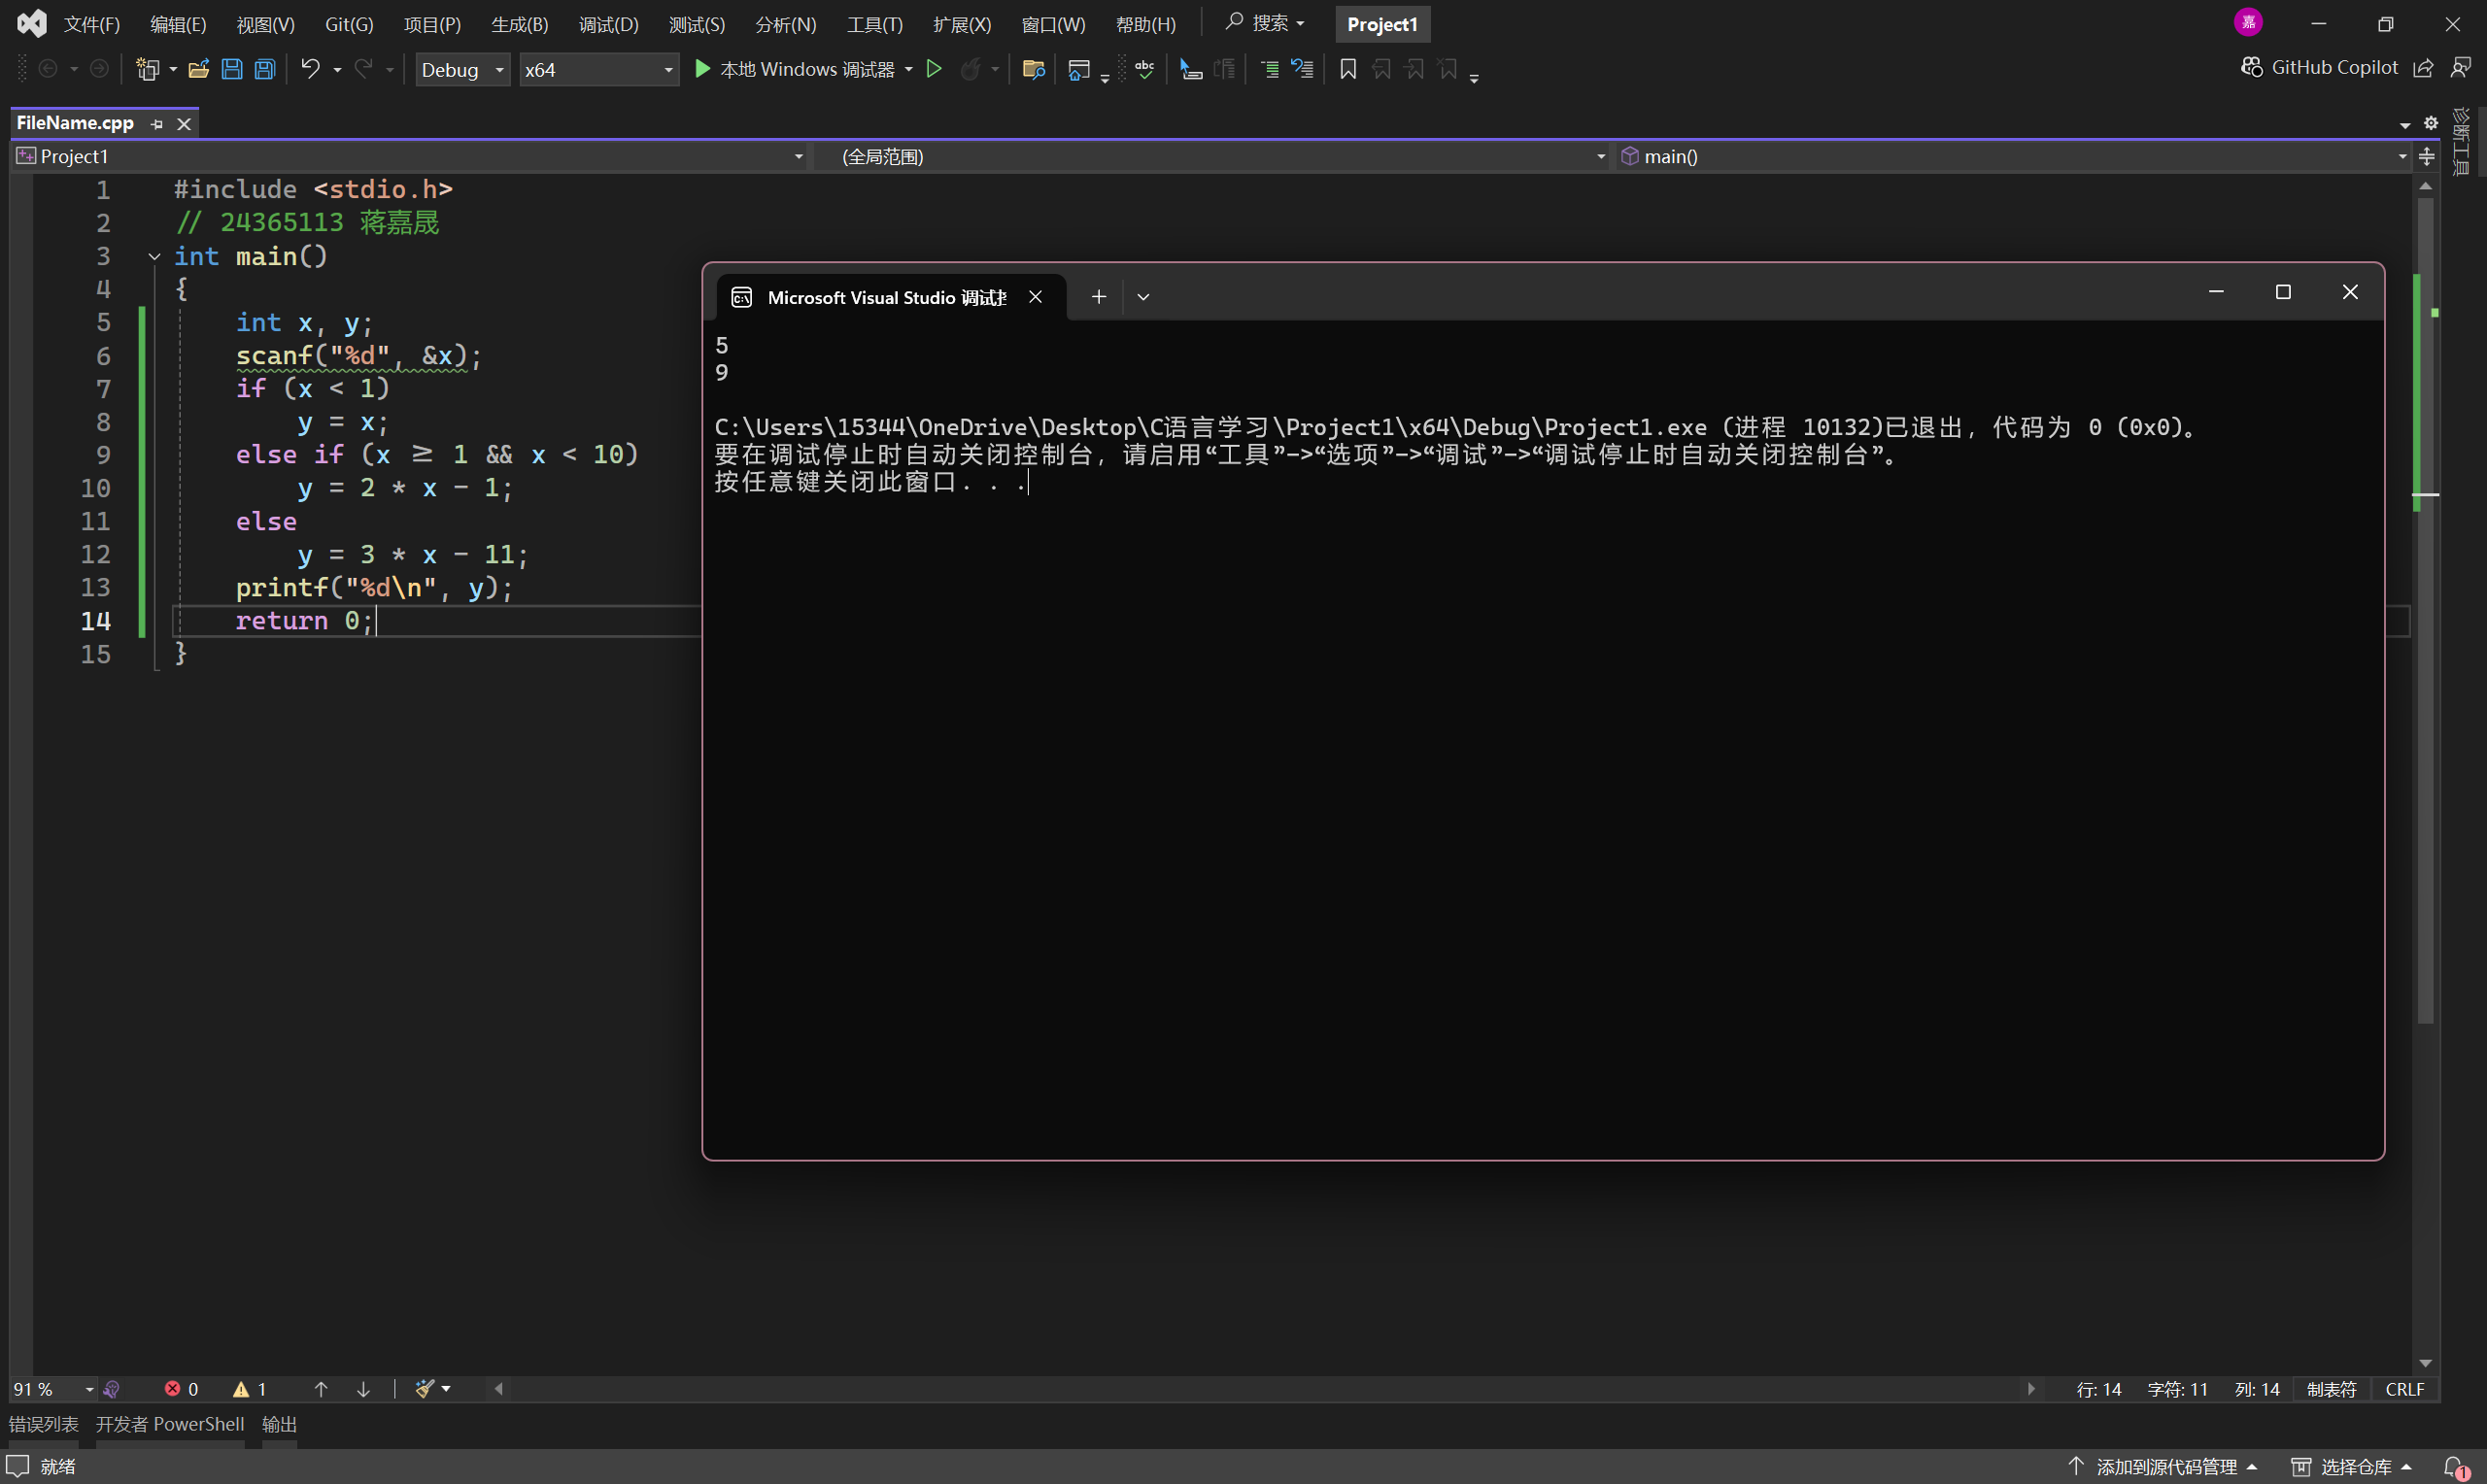 文件(F) 编辑(E) 视图(V) Git(G) 项目(P) 生成(B) 调试(D) 测试(S) 分析(N) 工具(T) 扩展(X) 窗口(W) 帮助(H) 搜索 Project1 嘉
Debug x64 本地 Windows 调试器 abc GitHub Copilot
FileName.cpp
诊断工具
Project1 (全局范围) main()
1 #include <stdio.h>
2 // 24365113 蒋嘉晟
3 int main()
4 {
5 int x, y;
6 scanf("%d", &x);
7 if (x < 1)
8 y = x;
9 else if (x ≥ 1 && x < 10)
10 y = 2 * x - 1;
11 else
12 y = 3 * x - 11;
13 printf("%d\n", y);
14 return 0;
15 }
Microsoft Visual Studio 调试
5
9
C:\Users\15344\OneDrive\Desktop\C语言学习\Project1\x64\Debug\Project1.exe (进程 10132)已退出，代码为 0 (0x0)。
要在调试停止时自动关闭控制台，请启用“工具”->“选项”->“调试”->“调试停止时自动关闭控制台”。
按任意键关闭此窗口. . .
91 % 0 1 行: 14 字符: 11 列: 14 制表符 CRLF
错误列表 开发者 PowerShell 输出
就绪 添加到源代码管理 选择仓库 1